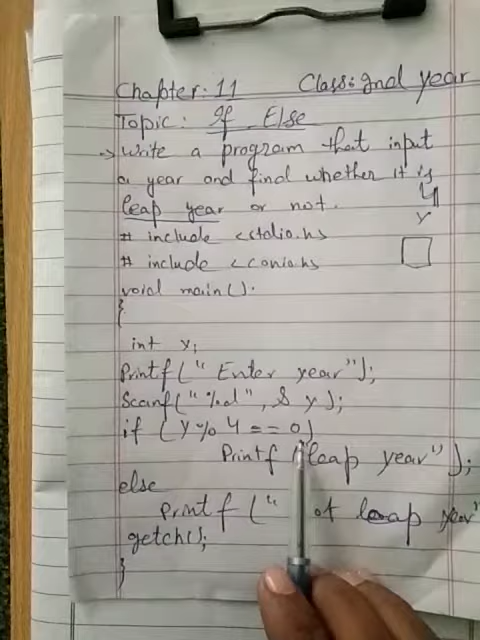 Chapter: 11 Class: 2nd year
Topic: If Else
→ Write a program that input
a year and find whether it is
leap year or not.
4
Y
# include <stdio.h>
# include <conio.h>
void main().
{
int y;
Printf (" Enter year");
Scanf ("%d", & y);
if (Y% 4 == 0)
Printf (leap year");
else
printf (" ot leap year"
getch();
}